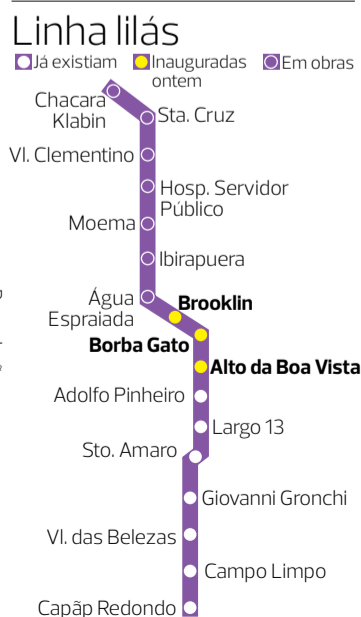 Linha lilás
Já existiam
Inauguradas
ontem
Em obras
Chacara
Klabin
Sta. Cruz
Vl. Clementino
Hosp. Servidor
Público
Moema
Ibirapuera
Água
Espraiada
Brooklin
Borba Gato
Alto da Boa Vista
Adolfo Pinheiro
Largo 13
Sto. Amaro
Giovanni Gronchi
Vl. das Belezas
Campo Limpo
Capãp Redondo